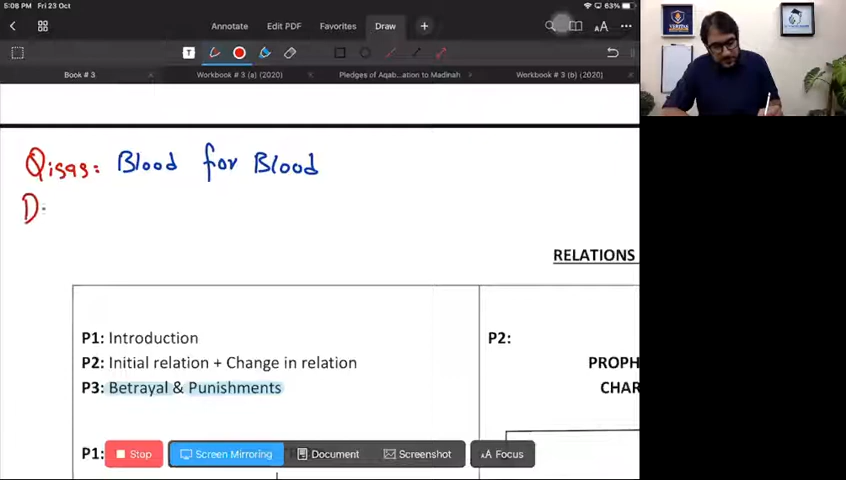 5:08 PM Fri 23 Oct
63%
Annotate Edit PDF Favorites Draw
T
AA
Book # 3 Workbook # 3 (a) (2020) Pledges of Aqab...ation to Madinah Workbook # 3 (b) (2020)
Qisas: Blood for Blood
D
RELATIONS
P1: Introduction
P2: Initial relation + Change in relation
P3: Betrayal & Punishments
P2:
PROPH
CHAR
P1:
Stop Screen Mirroring Document Screenshot AA Focus